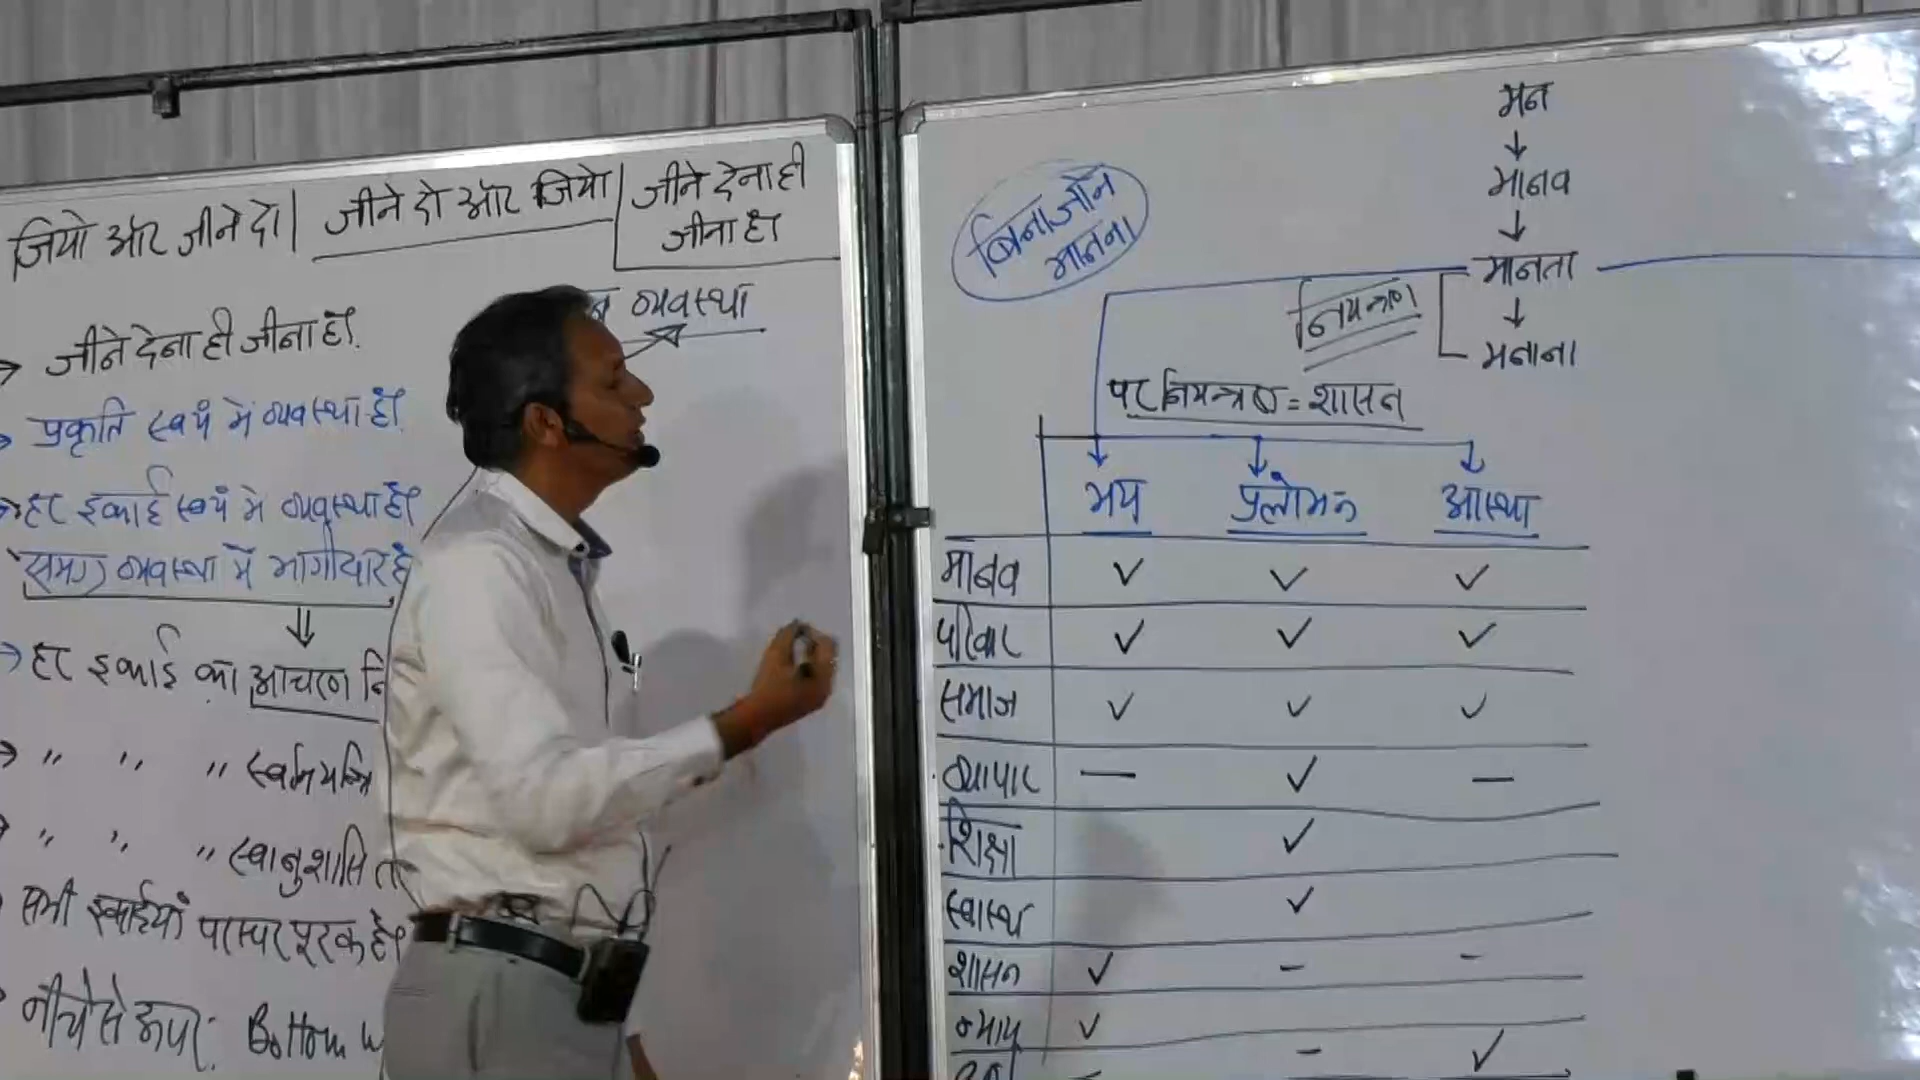 जियो और जीने दो | जीने दो और जियो | जीने देना ही
जीना है।
व्यवस्था
→ जीने देना ही जीना है।
→ प्रकृति स्वयं में व्यवस्था है।
→ हर इकाई स्वयं में व्यवस्था है।
समग्र व्यवस्था में भागीदार है
⇓
→ हर इकाई का आचरण नि
→ " " " स्वनियन्त्रि
→ " " " स्वानुशासित
सभी इकाईयाँ परस्पर पूरक है।
नीचे से ऊपर: Bottom
मन
↓
मानव
↓
मानता
↓
मनाना
बिना जाने
मानना
नियन्त्रण
पर नियन्त्रण = शासन
भय प्रलोभन आस्था
मानव ✓ ✓ ✓
परिवार ✓ ✓ ✓
समाज ✓ ✓ ✓
व्यापार — ✓ —
शिक्षा ✓
स्वास्थ ✓
शासन ✓ - -
न्याय ✓
- ✓